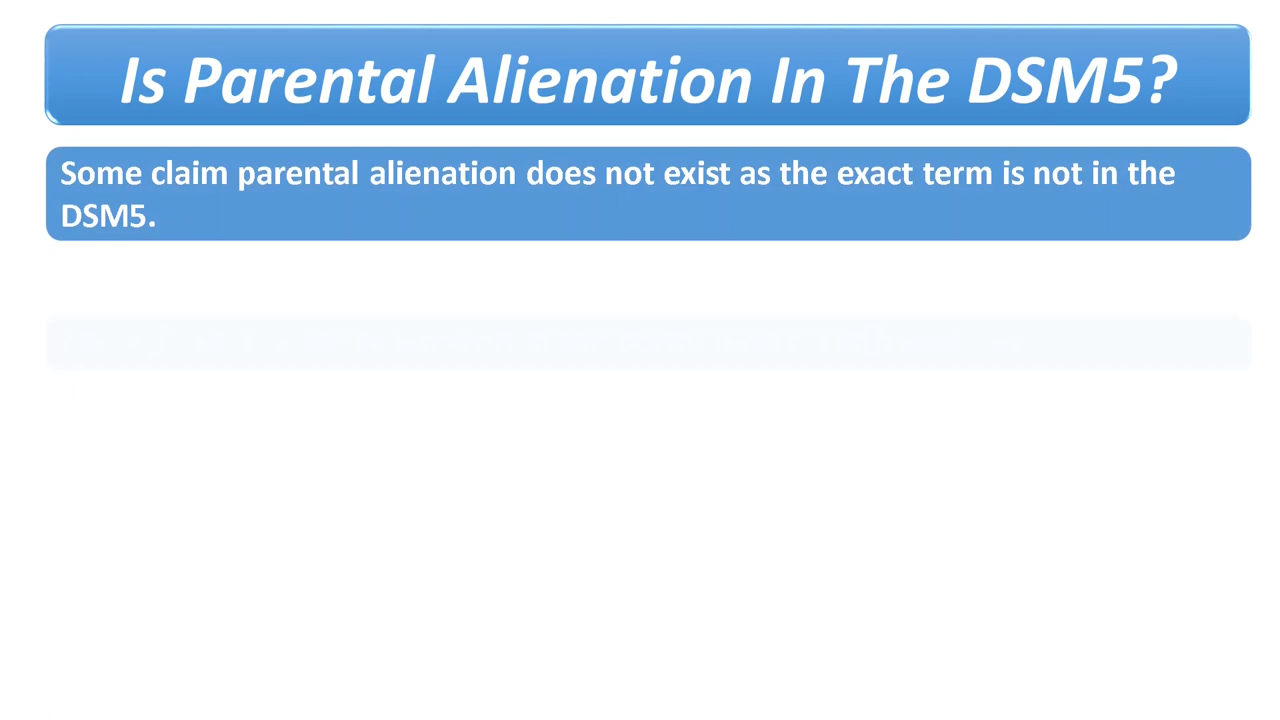 Is Parental Alienation In The DSM5?
Some claim parental alienation does not exist as the exact term is not in the
DSM5.